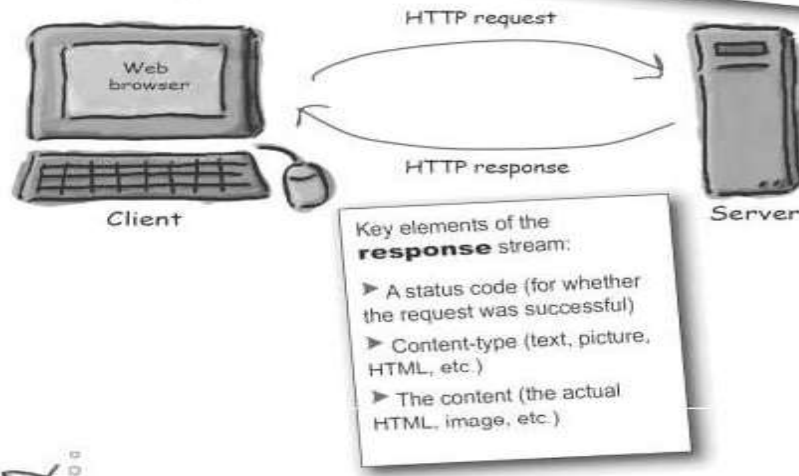 HTTP request
Web
browser
HTTP response
Client
Server
Key elements of the
response stream:
➤ A status code (for whether
the request was successful)
➤ Content-type (text, picture,
HTML, etc.)
➤ The content (the actual
HTML, image, etc.)